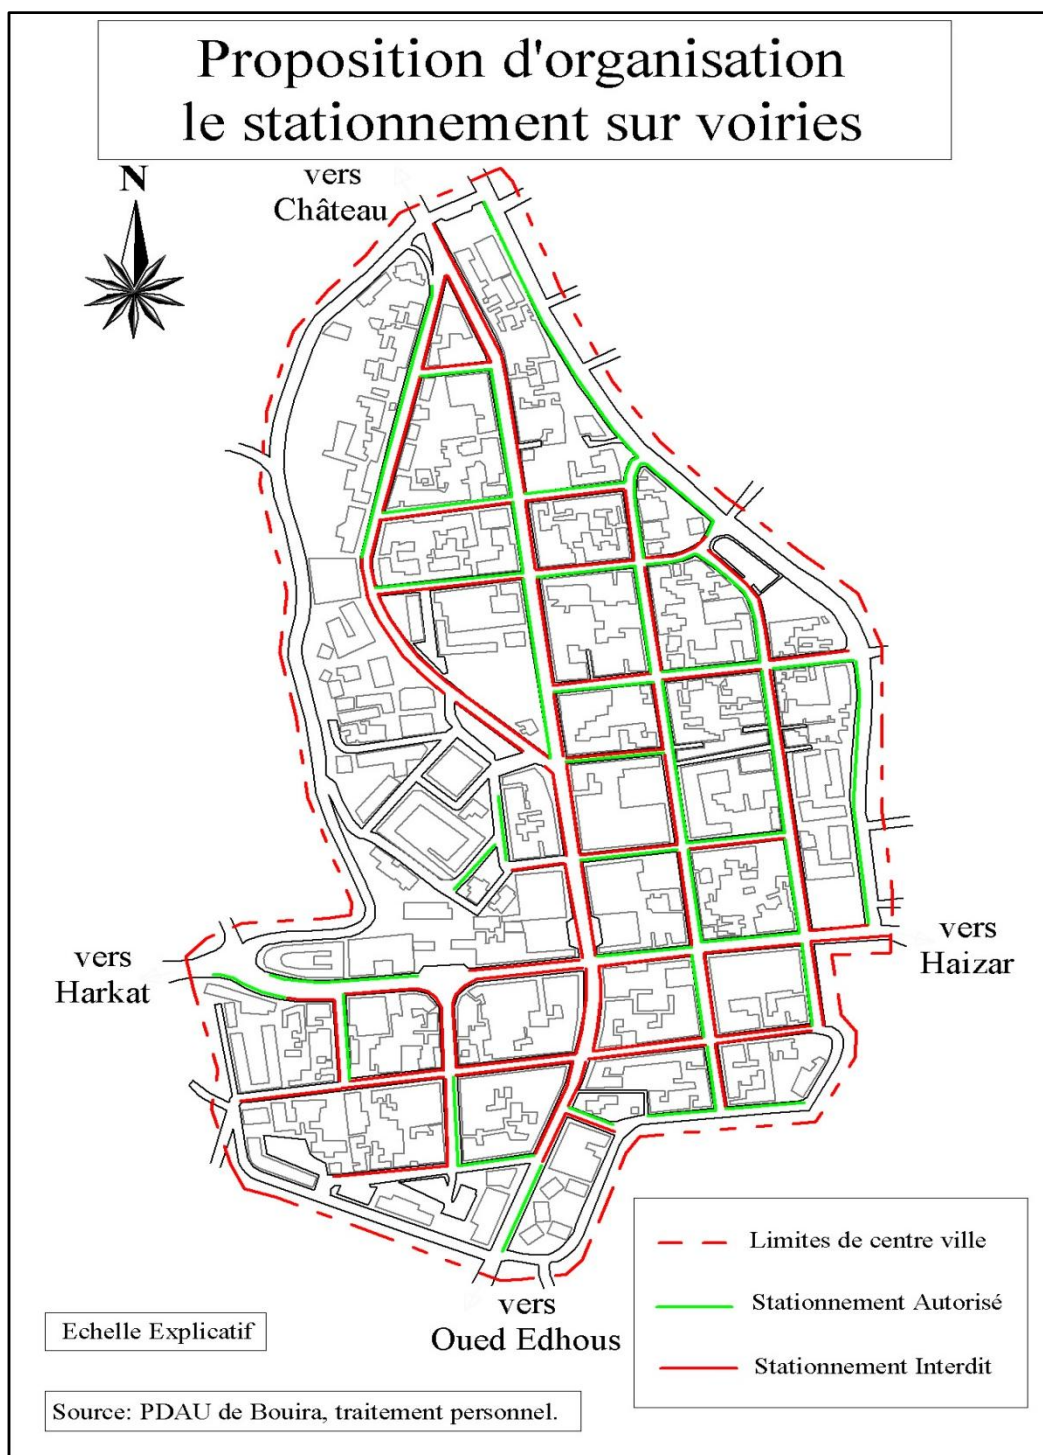 Proposition d'organisation
le stationnement sur voiries
N
vers
Château
vers
Harkat
vers
Haizar
vers
Oued Edhous
Limites de centre ville
Stationnement Autorisé
Stationnement Interdit
Echelle Explicatif
Source: PDAU de Bouira, traitement personnel.